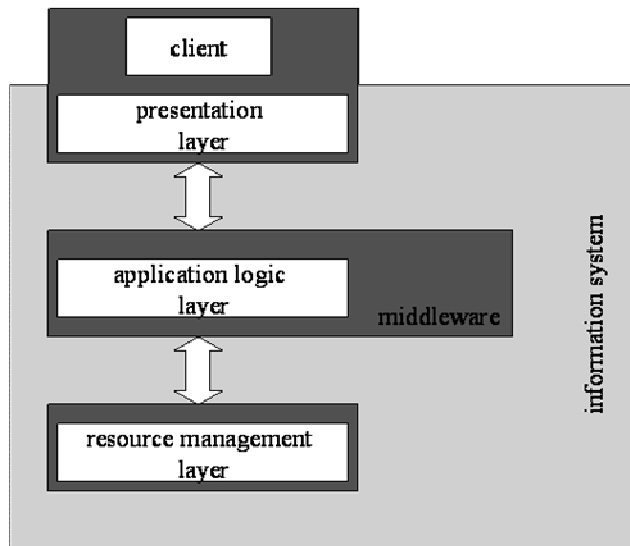 client
presentation
layer
application logic
layer
middleware
resource management
layer
information system